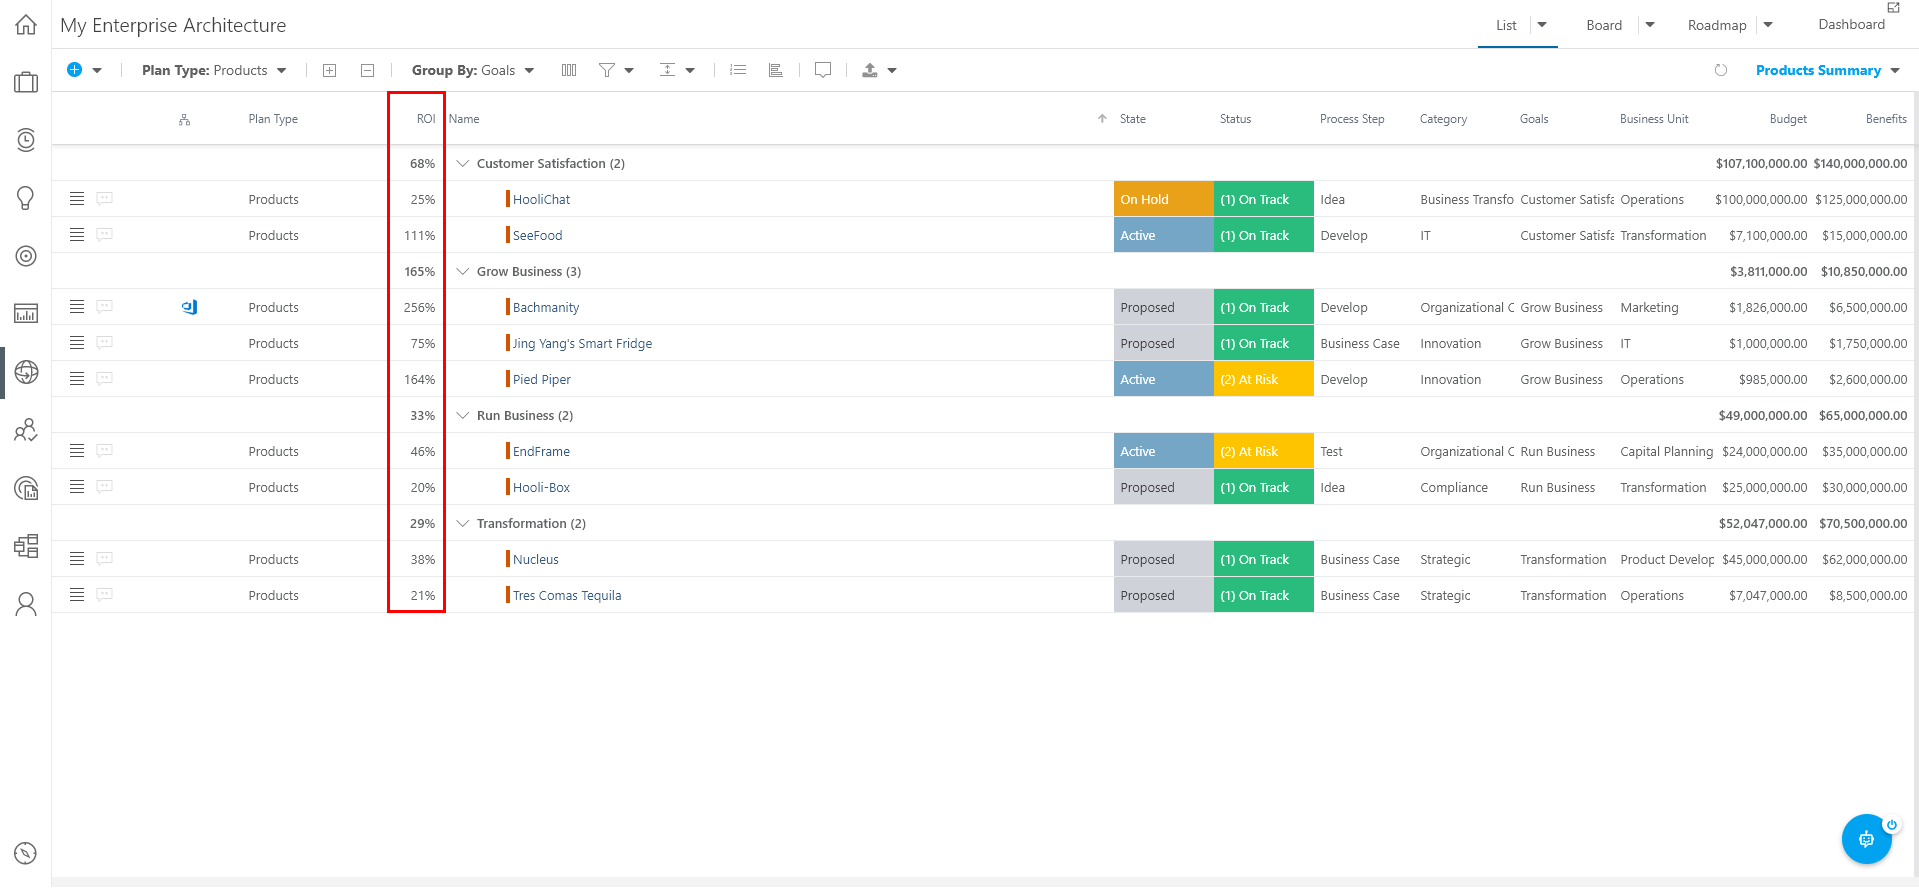 My Enterprise Architecture
List Board Roadmap Dashboard
Plan Type: Products Group By: Goals Products Summary
Plan Type ROI Name State Status Process Step Category Goals Business Unit Budget Benefits
68% Customer Satisfaction (2) $107,100,000.00 $140,000,000.00
Products 25% HooliChat On Hold (1) On Track Idea Business Transfo Customer Satisfa Operations $100,000,000.00 $125,000,000.00
Products 111% SeeFood Active (1) On Track Develop IT Customer Satisfa Transformation $7,100,000.00 $15,000,000.00
165% Grow Business (3) $3,811,000.00 $10,850,000.00
Products 256% Bachmanity Proposed (1) On Track Develop Organizational C Grow Business Marketing $1,826,000.00 $6,500,000.00
Products 75% Jing Yang's Smart Fridge Proposed (1) On Track Business Case Innovation Grow Business IT $1,000,000.00 $1,750,000.00
Products 164% Pied Piper Active (2) At Risk Develop Innovation Grow Business Operations $985,000.00 $2,600,000.00
33% Run Business (2) $49,000,000.00 $65,000,000.00
Products 46% EndFrame Active (2) At Risk Test Organizational C Run Business Capital Planning $24,000,000.00 $35,000,000.00
Products 20% Hooli-Box Proposed (1) On Track Idea Compliance Run Business Transformation $25,000,000.00 $30,000,000.00
29% Transformation (2) $52,047,000.00 $70,500,000.00
Products 38% Nucleus Proposed (1) On Track Business Case Strategic Transformation Product Develop $45,000,000.00 $62,000,000.00
Products 21% Tres Comas Tequila Proposed (1) On Track Business Case Strategic Transformation Operations $7,047,000.00 $8,500,000.00